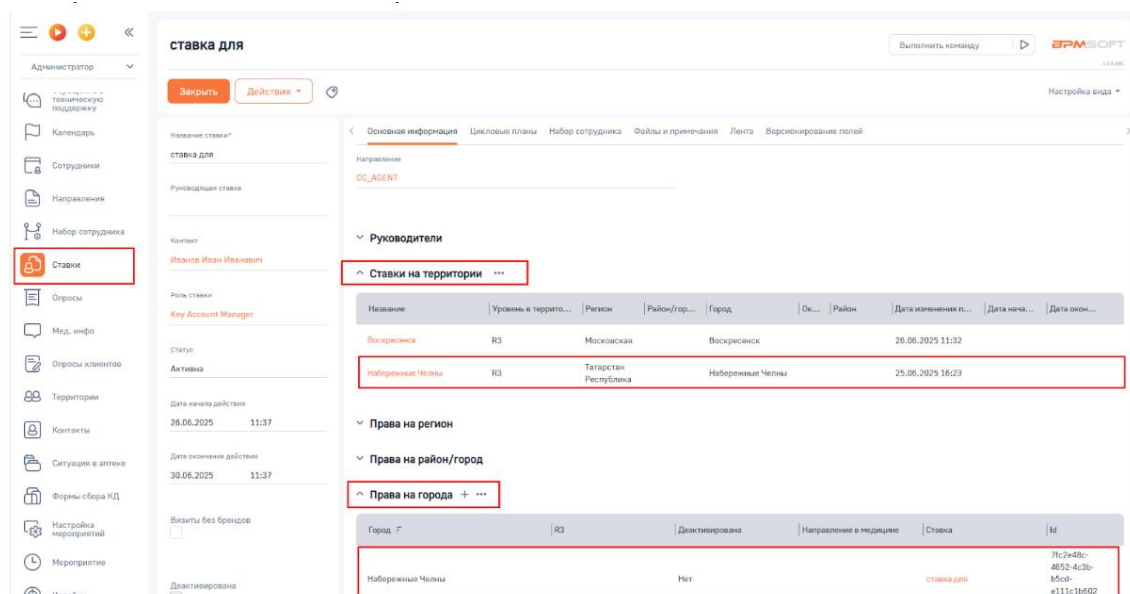 ставка для
Выполнить команду
BPMSOFT
Администратор
Закрыть
Действия
Настройка вида
техническую
поддержку
Календарь
Сотрудники
Направления
Набор сотрудника
Ставки
Опросы
Мед. инфо
Опросы клиентов
Территории
Контакты
Ситуация в аптеке
Формы сбора КД
Настройка
мероприятий
Мероприятие
Название ставки*
ставка для
Руководящая ставка
Контакт
Иванов Иван Иванович
Роль ставки
Key Account Manager
Статус
Активна
Дата начала действия
26.06.2025 11:37
Дата окончания действия
30.06.2025 11:37
Визиты без брендов
Деактивирована
Основная информация Цикловые планы Набор сотрудника Файлы и примечания Лента Версионирование полей
Направление
CC_AGENT
Руководители
Ставки на территории ...
Название Уровень в террито... Регион Район/гор... Город Ок... Район Дата изменения п... Дата нача... Дата окон...
Воскресенск R3 Московская Воскресенск 26.06.2025 11:32
Набережные Челны R3 Татарстан Республика Набережные Челны 25.06.2025 16:23
Права на регион
Права на район/город
Права на города + ...
Город R3 Деактивирована Направление в медицине Ставка Id
Набережные Челны Нет ставка для
7fc2e48c-
4652-4c3b-
b5cd-
e111c1b602